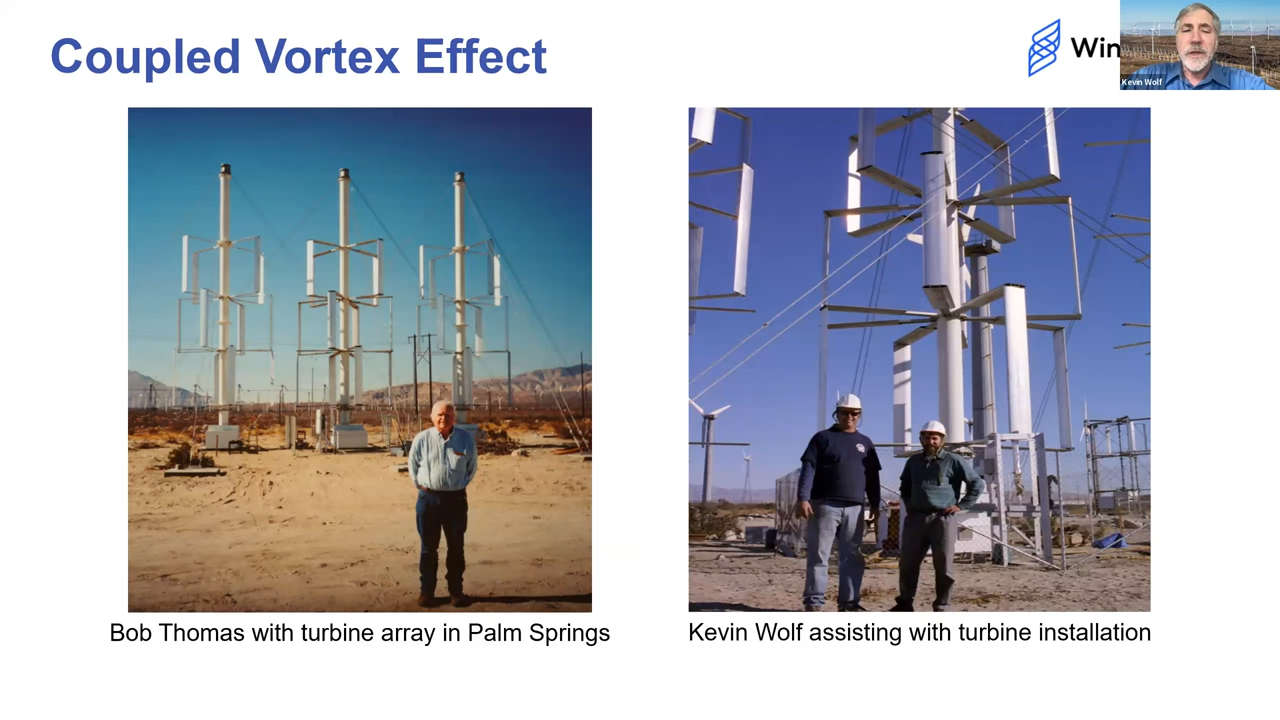 Coupled Vortex Effect
Win
Kevin Wolf
Bob Thomas with turbine array in Palm Springs
Kevin Wolf assisting with turbine installation